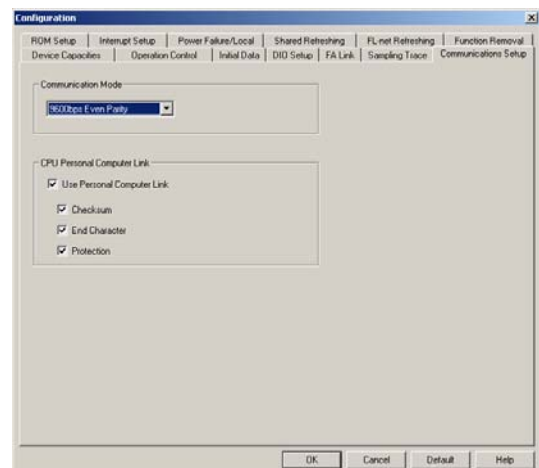 Configuration
ROM Setup Interrupt Setup Power Failure/Local Shared Refreshing FL-net Refreshing Function Removal
Device Capacities Operation Control Initial Data DIO Setup FA Link Sampling Trace Communications Setup
Communication Mode
9600bps Even Parity
CPU Personal Computer Link
Use Personal Computer Link
Checksum
End Character
Protection
OK Cancel Default Help